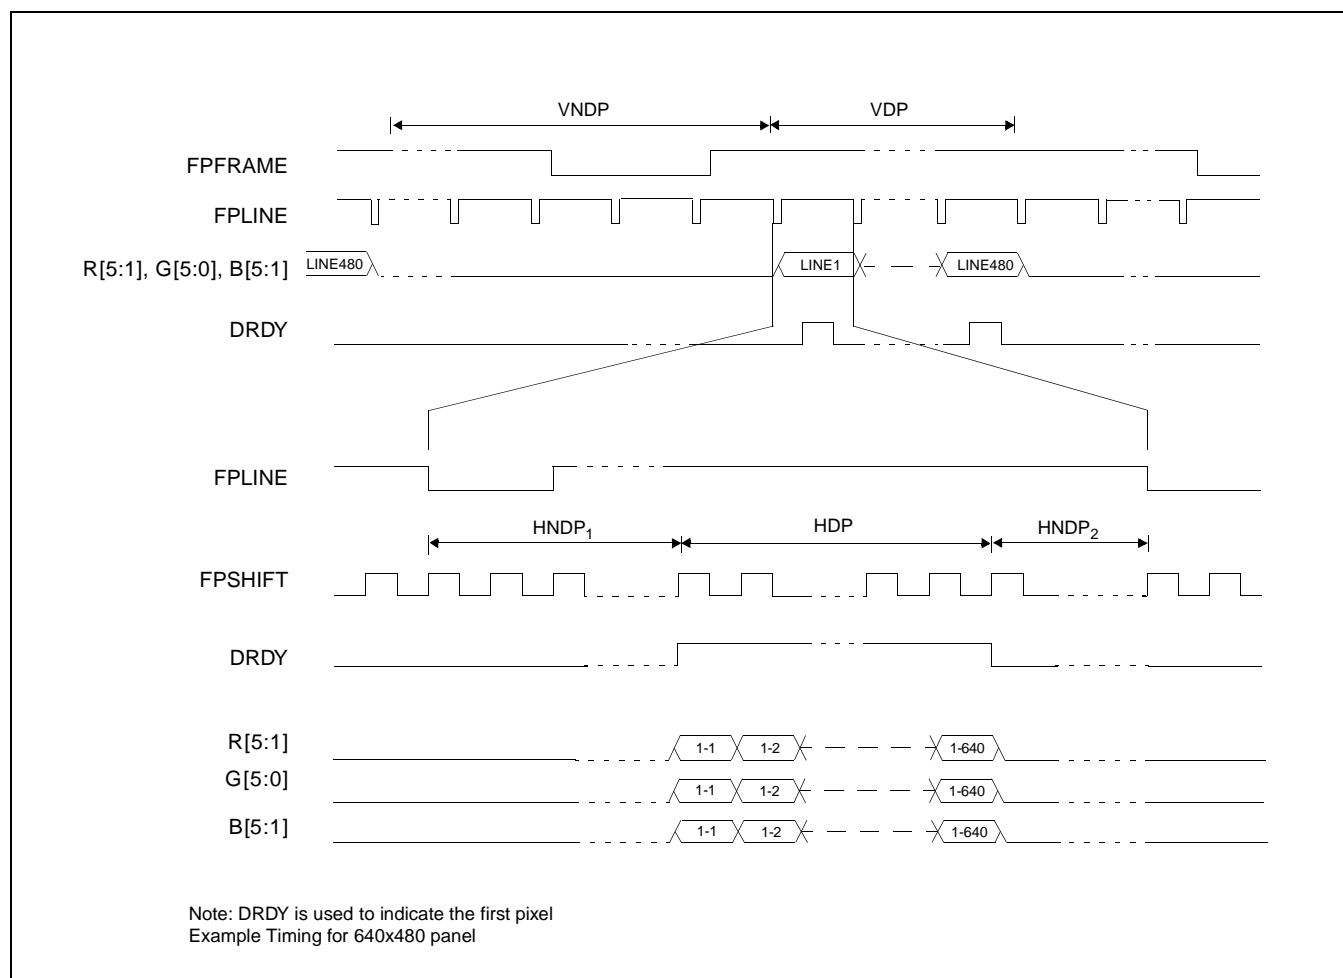 VNDP VDP
FPFRAME
FPLINE
R[5:1], G[5:0], B[5:1] LINE480 LINE1 LINE480
DRDY
FPLINE
HNDP1 HDP HNDP2
FPSHIFT
DRDY
R[5:1] 1-1 1-2 1-640
G[5:0] 1-1 1-2 1-640
B[5:1] 1-1 1-2 1-640
Note: DRDY is used to indicate the first pixel
Example Timing for 640x480 panel